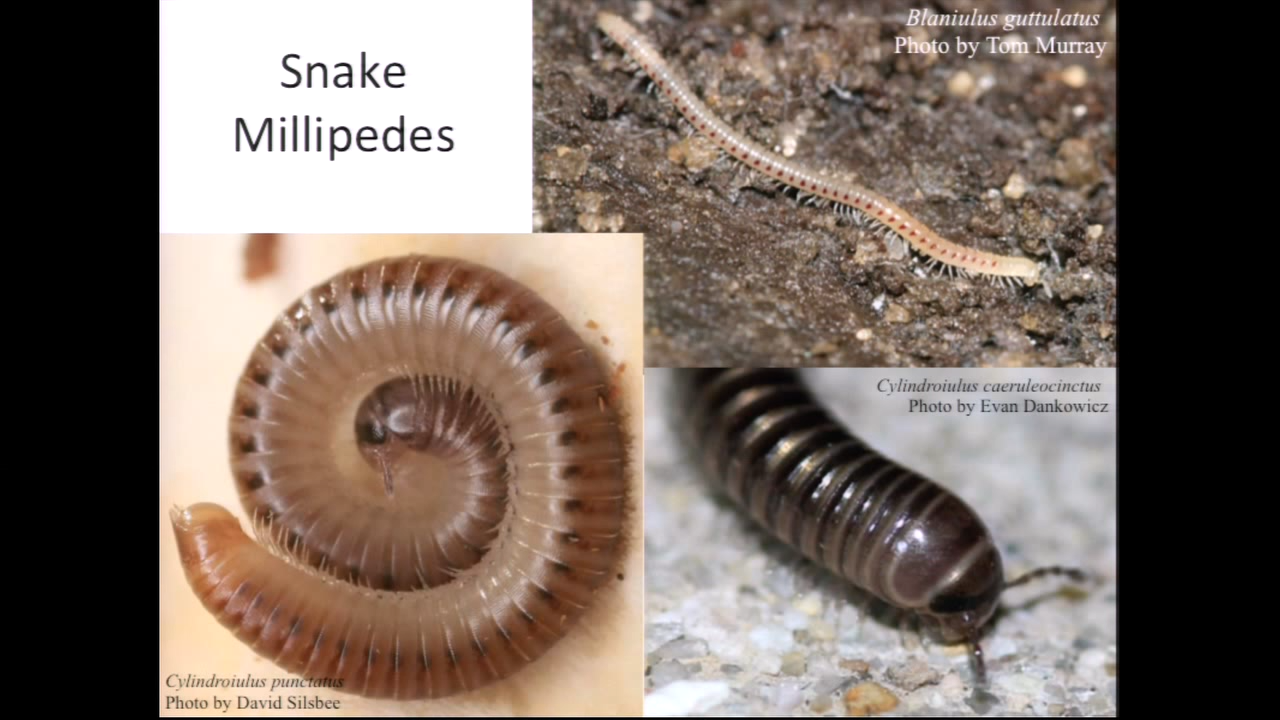 Snake
Millipedes
Blaniulus guttulatus
Photo by Tom Murray
Cylindroiulus caeruleocinctus
Photo by Evan Dankowicz
Cylindroiulus punctatus
Photo by David Silsbee